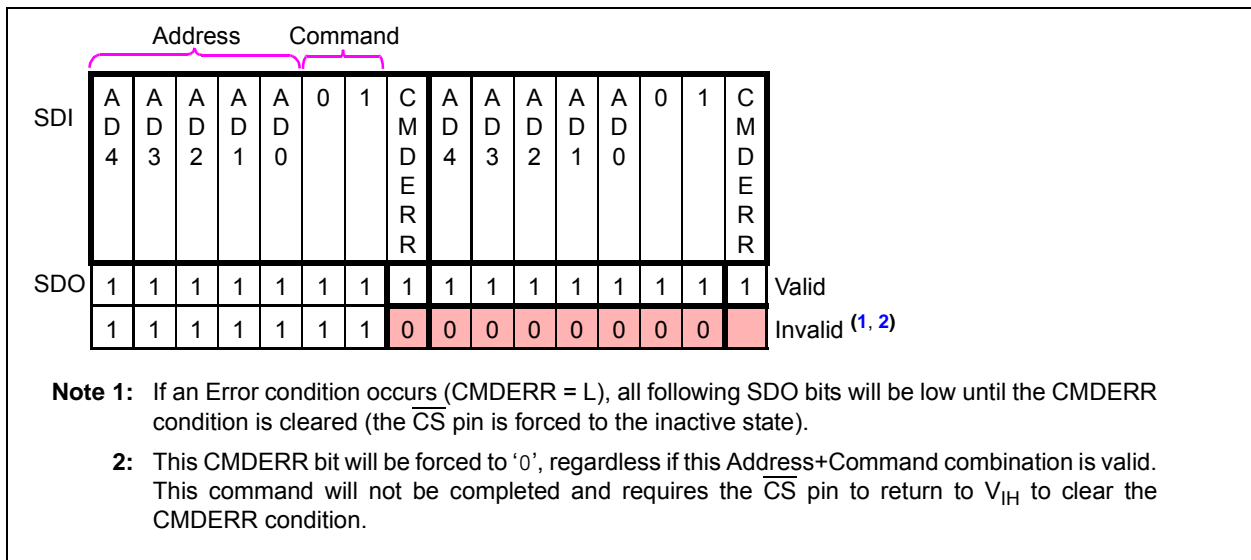 Address Command
SDI A D 4 A D 3 A D 2 A D 1 A D 0 0 1 C M D E R R A D 4 A D 3 A D 2 A D 1 A D 0 0 1 C M D E R R
SDO 1 1 1 1 1 1 1 1 1 1 1 1 1 1 1 1 Valid
1 1 1 1 1 1 1 0 0 0 0 0 0 0 0 Invalid (1, 2)
Note 1: If an Error condition occurs (CMDERR = L), all following SDO bits will be low until the CMDERR
condition is cleared (the C̅S̅ pin is forced to the inactive state).
2: This CMDERR bit will be forced to ‘0’, regardless if this Address+Command combination is valid.
This command will not be completed and requires the C̅S̅ pin to return to VIH to clear the
CMDERR condition.